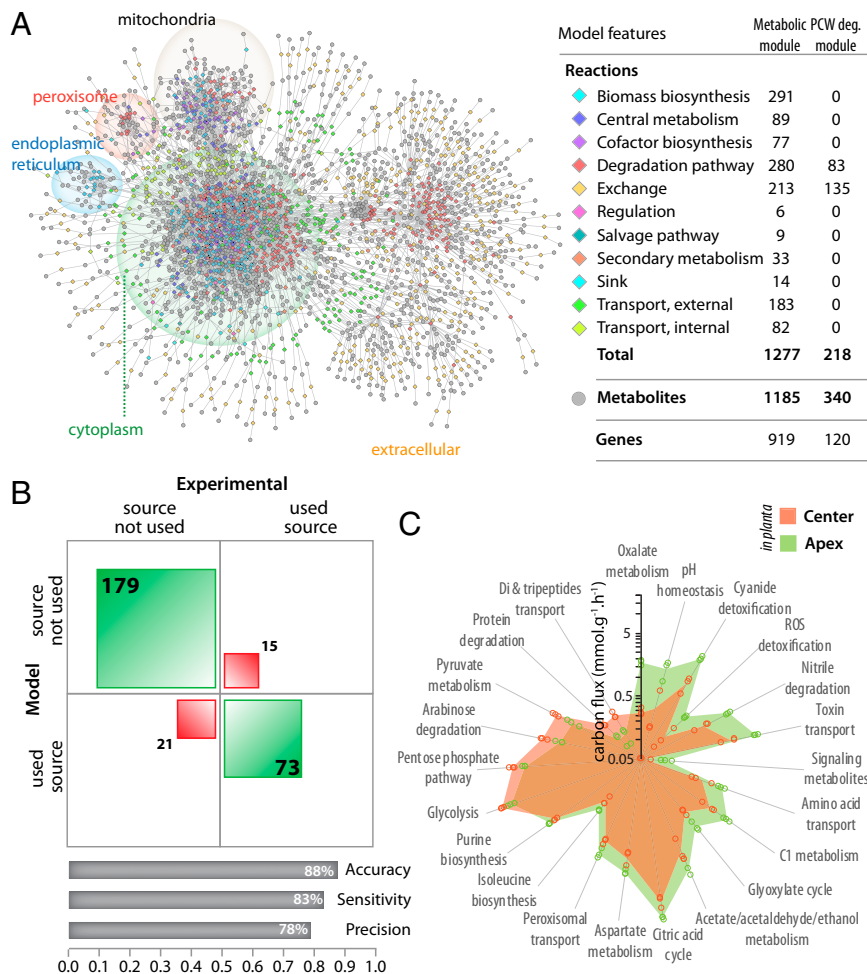 A
mitochondria
peroxisome
endoplasmic
reticulum
cytoplasm
extracellular
Model features
Metabolic
module
PCW deg.
module
Reactions
Biomass biosynthesis 291 0
Central metabolism 89 0
Cofactor biosynthesis 77 0
Degradation pathway 280 83
Exchange 213 135
Regulation 6 0
Salvage pathway 9 0
Secondary metabolism 33 0
Sink 14 0
Transport, external 183 0
Transport, internal 82 0
Total 1277 218
Metabolites 1185 340
Genes 919 120
B
Experimental
source
not used
used
source
Model
source
not used
used
source
179
15
21
73
88% Accuracy
83% Sensitivity
78% Precision
0.0 0.1 0.2 0.3 0.4 0.5 0.6 0.7 0.8 0.9 1.0
C
in planta
Center
Apex
carbon flux (mmol.g⁻¹.h⁻¹)
5
0.5
0.05
Oxalate
metabolism
pH
homeostasis
Cyanide
detoxification
ROS
detoxification
Nitrile
degradation
Toxin
transport
Signaling
metabolites
Amino acid
transport
C1 metabolism
Glyoxylate cycle
Acetate/acetaldehyde/ethanol
metabolism
Citric acid
cycle
Aspartate
metabolism
Peroxisomal
transport
Isoleucine
biosynthesis
Purine
biosynthesis
Glycolysis
Pentose phosphate
pathway
Arabinose
degradation
Pyruvate
metabolism
Protein
degradation
Di & tripeptides
transport